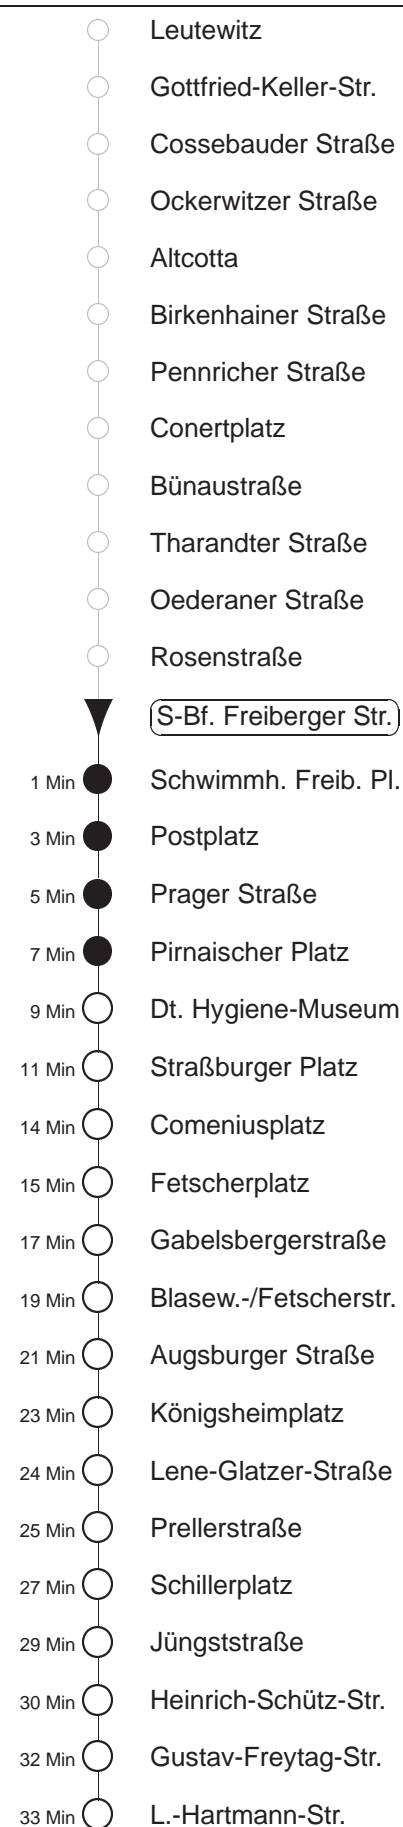 Leutewitz
Gottfried-Keller-Str.
Cossebauder Straße
Ockerwitzer Straße
Altcotta
Birkenhainer Straße
Pennricher Straße
Conertplatz
Bünaustraße
Tharandter Straße
Oederaner Straße
Rosenstraße
S-Bf. Freiberger Str.
1 Min Schwimmh. Freib. Pl.
3 Min Postplatz
5 Min Prager Straße
7 Min Pirnaischer Platz
9 Min Dt. Hygiene-Museum
11 Min Straßburger Platz
14 Min Comeniusplatz
15 Min Fetscherplatz
17 Min Gabelsbergerstraße
19 Min Blasew.-/Fetscherstr.
21 Min Augsburger Straße
23 Min Königsheimplatz
24 Min Lene-Glatzer-Straße
25 Min Prellerstraße
27 Min Schillerplatz
29 Min Jüngststraße
30 Min Heinrich-Schütz-Str.
32 Min Gustav-Freytag-Str.
33 Min L.-Hartmann-Str.